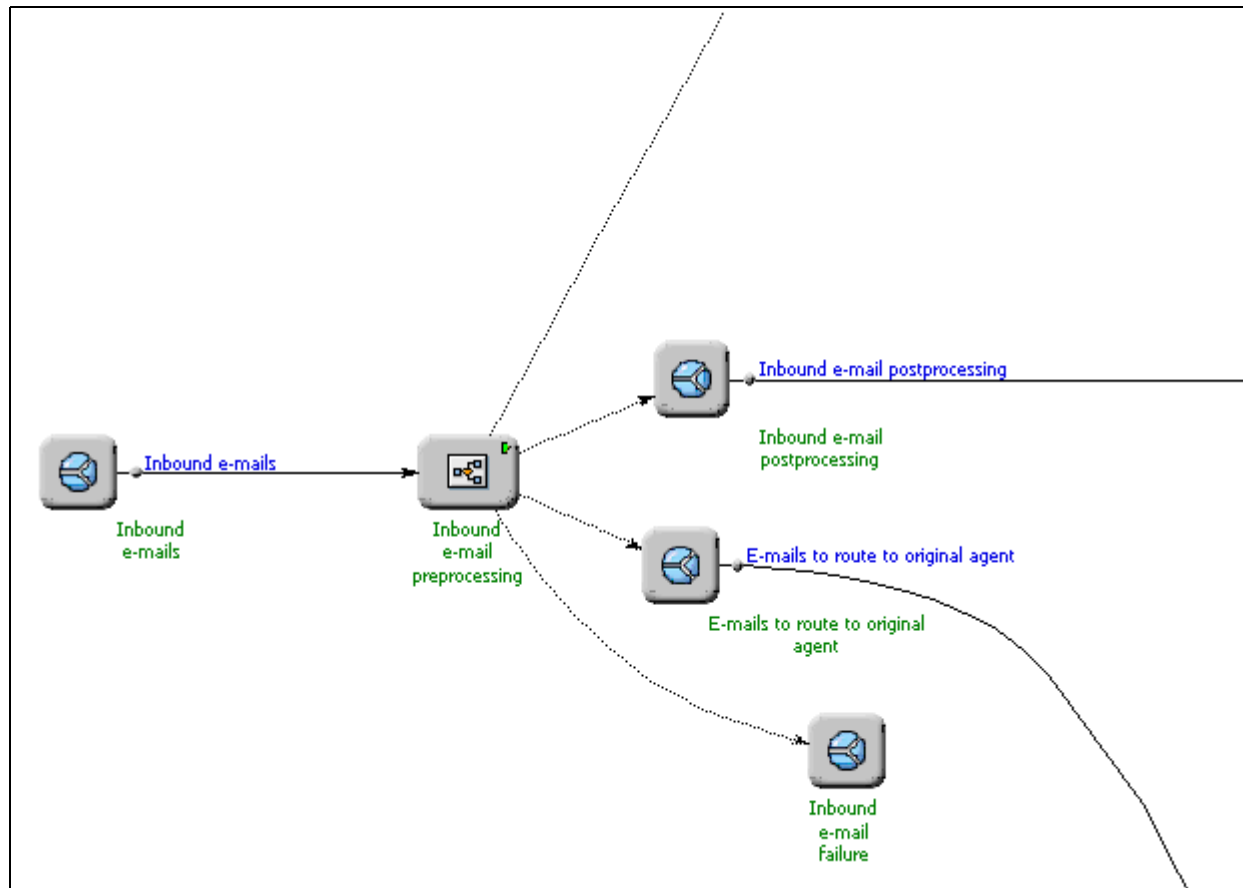 Inbound e-mail postprocessing
Inbound e-mail
postprocessing
Inbound e-mails
Inbound
e-mails
Inbound
e-mail
preprocessing
E-mails to route to original agent
E-mails to route to original
agent
Inbound
e-mail
failure